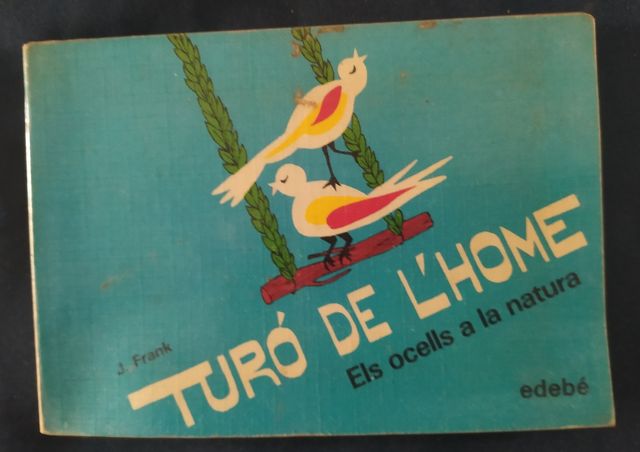 J. Frank
TURÓ DE L'HOME
Els ocells a la natura
edebé